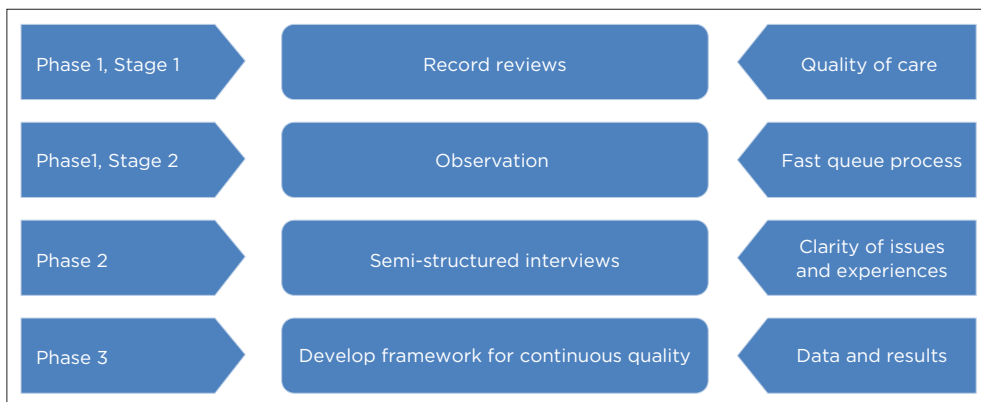 Phase 1, Stage 1
Record reviews
Quality of care
Phase1, Stage 2
Observation
Fast queue process
Phase 2
Semi-structured interviews
Clarity of issues
and experiences
Phase 3
Develop framework for continuous quality
Data and results